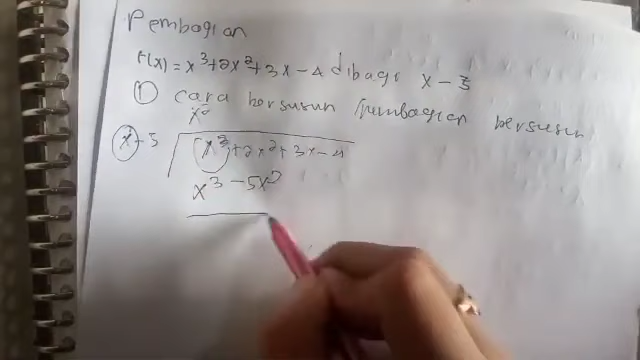 Pembagian
f(x) = x³+2x²+3x-4 dibagi x-5
① cara bersusun / pembagian bersusun
x²
x-5 x³+2x²+3x-4
x³-5x²